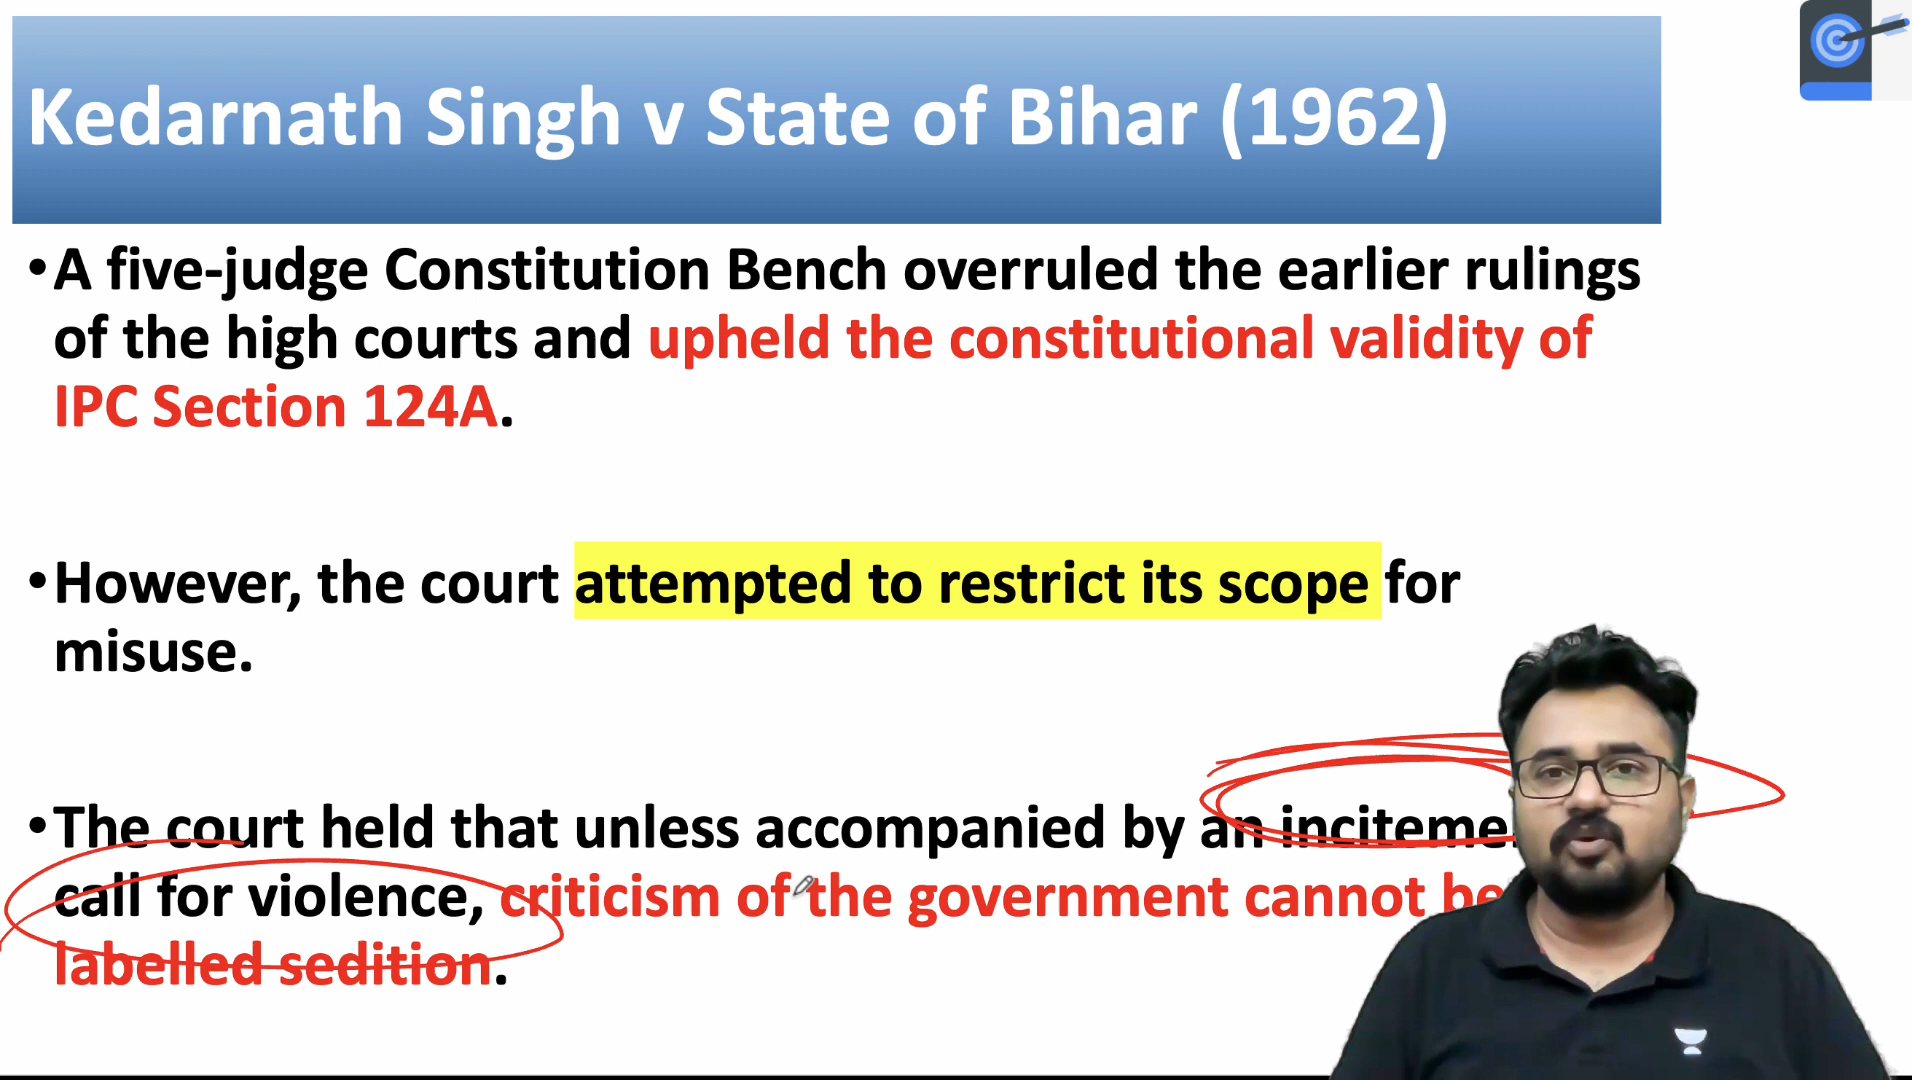 Kedarnath Singh v State of Bihar (1962)
•A five-judge Constitution Bench overruled the earlier rulings
of the high courts and upheld the constitutional validity of
IPC Section 124A.
•However, the court attempted to restrict its scope for
misuse.
•The court held that unless accompanied by an
call for violence, criticism of the government cannot be
labelled sedition.